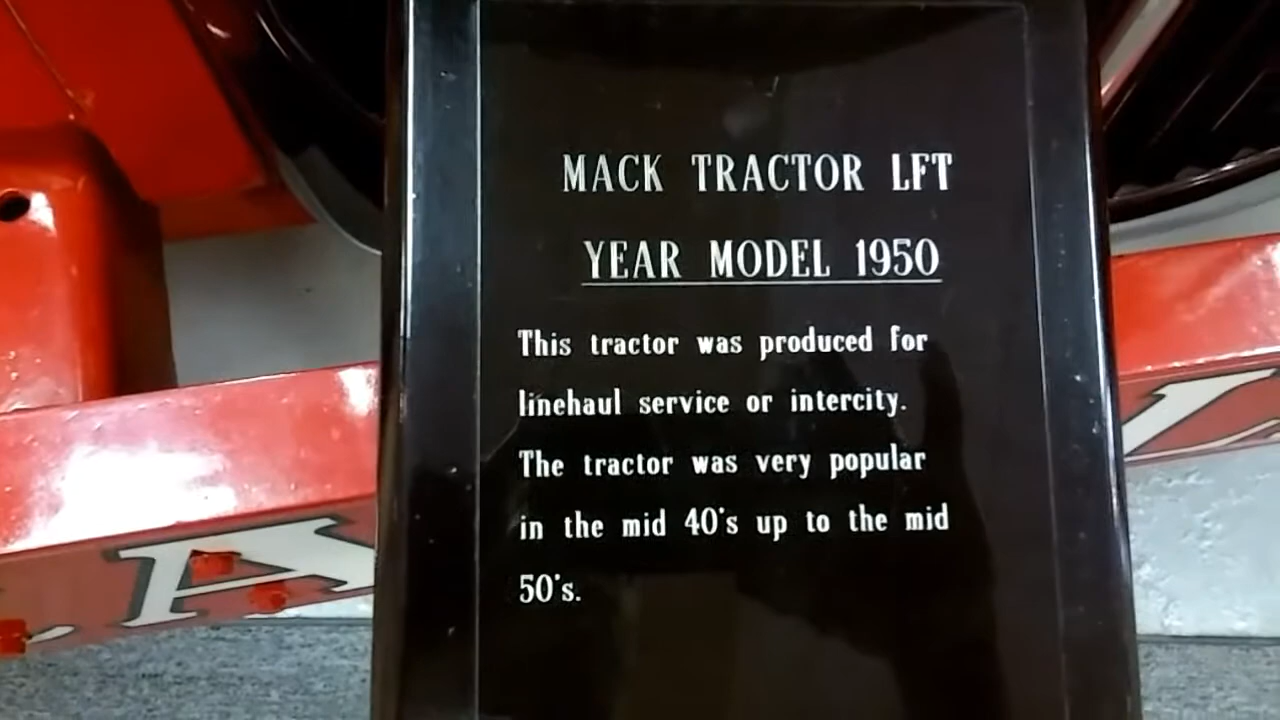 MACK TRACTOR LFT
YEAR MODEL 1950
This tractor was produced for
linehaul service or intercity.
The tractor was very popular
in the mid 40's up to the mid
50's.
A